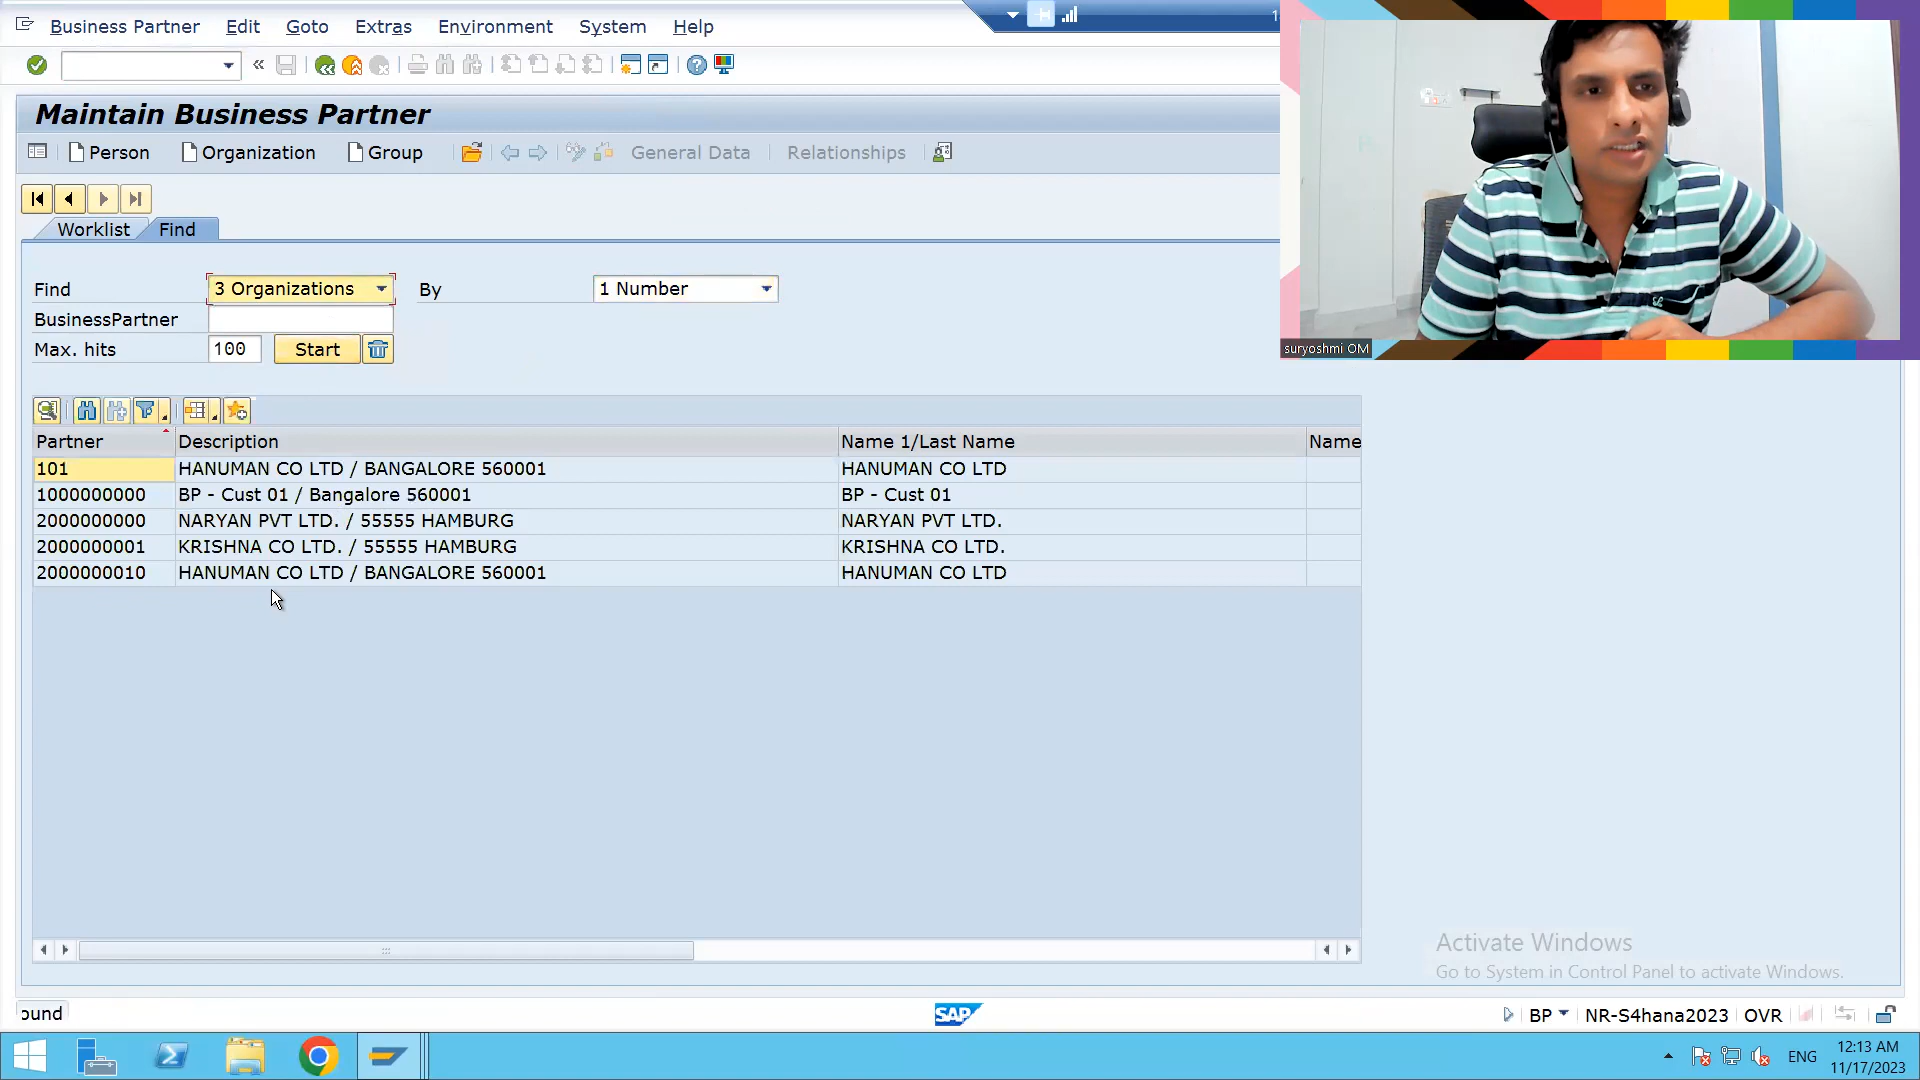 Business Partner Edit Goto Extras Environment System Help
Maintain Business Partner
Person Organization Group General Data Relationships
Worklist Find
Find 3 Organizations By 1 Number
BusinessPartner
Max. hits 100 Start
Partner Description Name 1/Last Name Name
101 HANUMAN CO LTD / BANGALORE 560001 HANUMAN CO LTD
1000000000 BP - Cust 01 / Bangalore 560001 BP - Cust 01
2000000000 NARYAN PVT LTD. / 55555 HAMBURG NARYAN PVT LTD.
2000000001 KRISHNA CO LTD. / 55555 HAMBURG KRISHNA CO LTD.
2000000010 HANUMAN CO LTD / BANGALORE 560001 HANUMAN CO LTD
suryoshmi OM
Activate Windows
Go to System in Control Panel to activate Windows.
ound SAP BP NR-S4hana2023 OVR
ENG 12:13 AM
11/17/2023